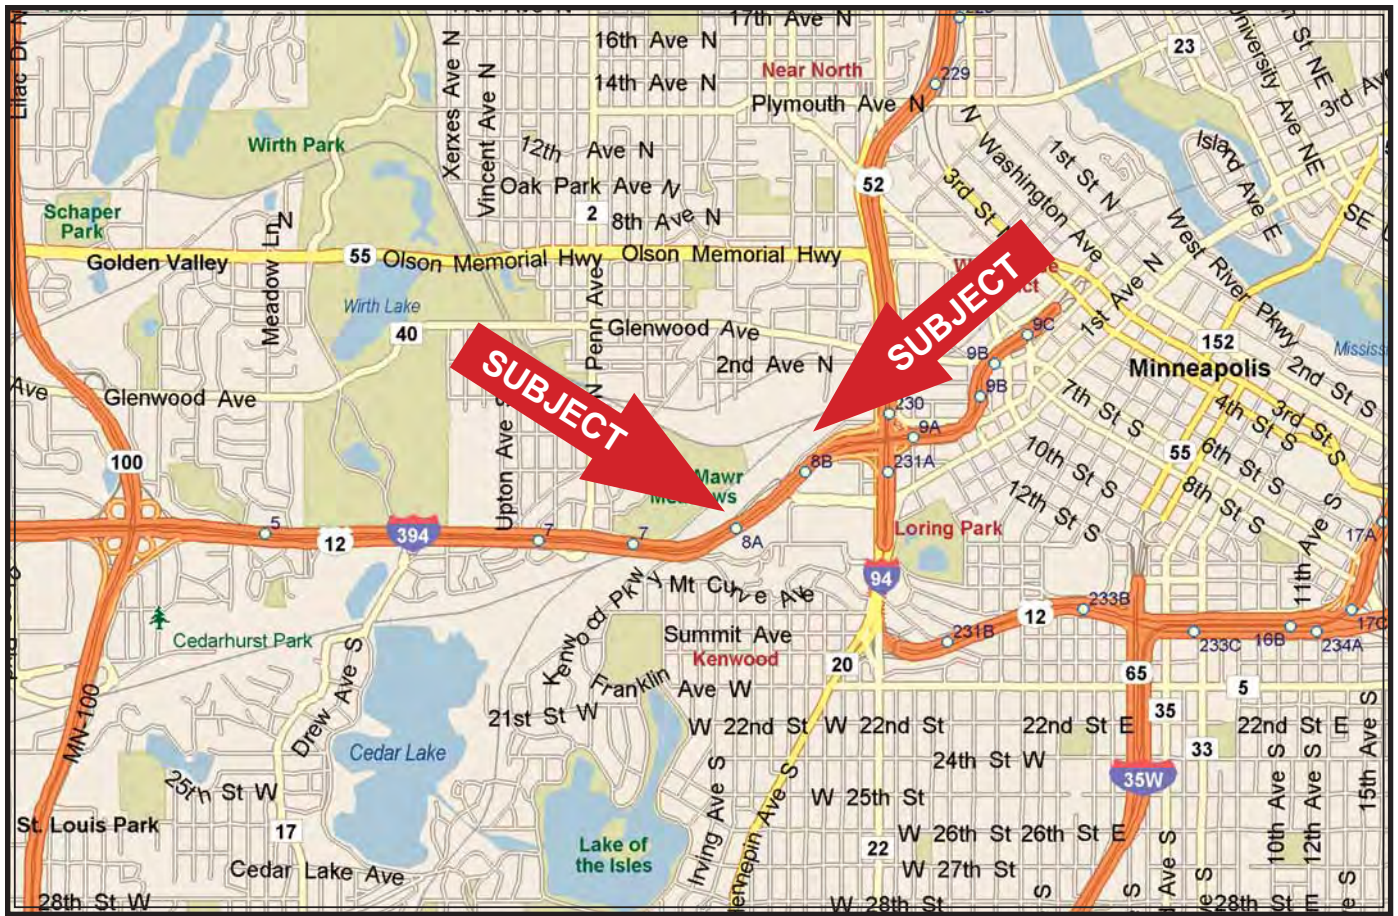 17th Ave N
16th Ave N
23
University Ave NE
3rd
Lilac Dr N
Xerxes Ave N
Vincent Ave N
Near North
229
14th Ave N
Plymouth Ave N
Wirth Park
12th Ave N
N Washington Ave
1st St N
Island Ave E
52
3rd St N
Oak Park Ave N
Schaper
Park
2
8th Ave N
SE
Meadow Ln N
55
Olson Memorial Hwy
Olson Memorial Hwy
Golden Valley
West River Pkwy
1st Ave N
Wirth Lake
N Penn Ave
40
Glenwood Ave
SUBJECT
9C
152
2nd Ave N
9B
Minneapolis
2nd St S
SUBJECT
Ave
Glenwood Ave
Upton Ave S
230
9B
7th St S
4th St S
3rd St S
9A
100
8B
231A
10th St S
55
6th St S
Mawr
12th St S
8th St S
5
12
394
7
7
8A
Loring Park
11th Ave S
17A
94
Mt Curve Ave
Kenwood Pkwy
Cedarhurst Park
Summit Ave
Kenwood
20
231B
12
233B
233C
16B
234A
17C
MN-100
Drew Ave S
Franklin Ave W
65
5
21st St W
35
W 22nd St
W 22nd St
22nd St E
22nd St E
Cedar Lake
33
24th St W
35W
25th St W
W 25th St
Irving Ave S
10th Ave S
12th Ave S
15th Ave S
St. Louis Park
17
Lake of
the Isles
22
W 26th St
26th St E
Cedar Lake Ave
W 27th St
28th St W
W 28th St
S
S
Ave S
28th St E